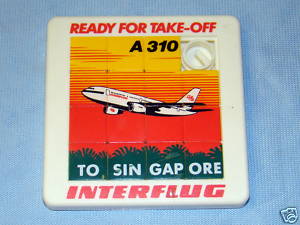 READY FOR TAKE-OFF
A 310
TO SIN GAP ORE
INTERFLUG